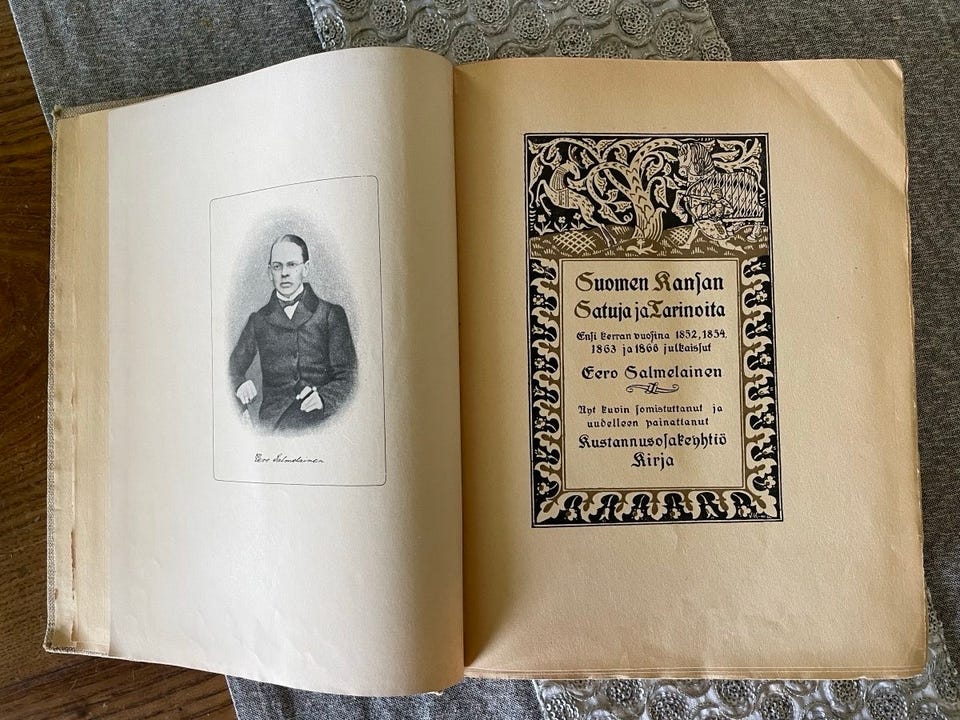 Eero Salmelainen
Suomen Kansan
Satuja ja Tarinoita
Ensi kerran vuosina 1852, 1854,
1863 ja 1866 julkaissut
Eero Salmelainen
Nyt kuvin somistuttanut ja
uudelleen painattanut
Kustannusosakeyhtiö
Kirja